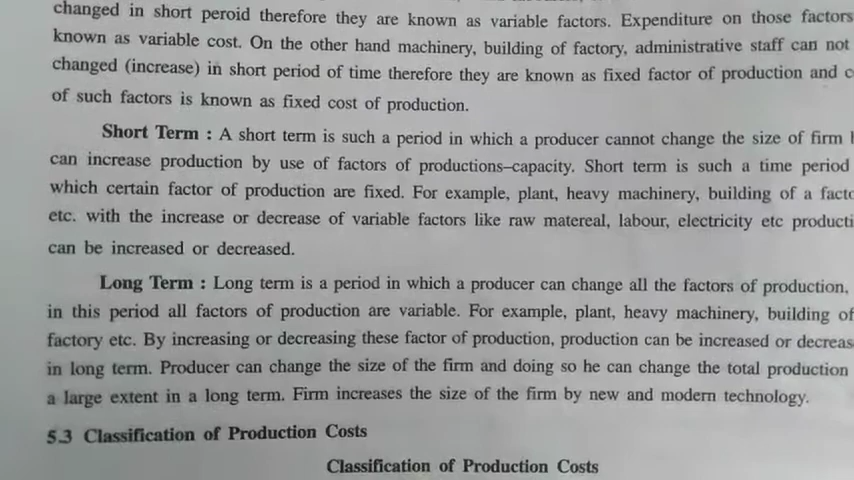 changed in short peroid therefore they are known as variable factors. Expenditure on those factors
known as variable cost. On the other hand machinery, building of factory, administrative staff can not
changed (increase) in short period of time therefore they are known as fixed factor of production and
of such factors is known as fixed cost of production.
Short Term : A short term is such a period in which a producer cannot change the size of firm
can increase production by use of factors of productions–capacity. Short term is such a time period
which certain factor of production are fixed. For example, plant, heavy machinery, building of a
etc. with the increase or decrease of variable factors like raw matereal, labour, electricity etc
can be increased or decreased.
Long Term : Long term is a period in which a producer can change all the factors of production,
in this period all factors of production are variable. For example, plant, heavy machinery, building of
factory etc. By increasing or decreasing these factor of production, production can be increased or
in long term. Producer can change the size of the firm and doing so he can change the total production
a large extent in a long term. Firm increases the size of the firm by new and modern technology.
5.3 Classification of Production Costs
Classification of Production Costs